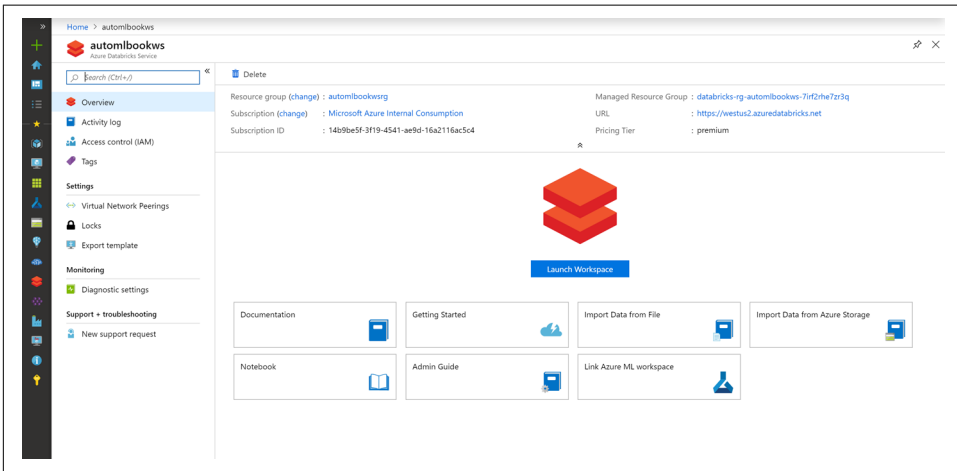 » Home > automlbookws
automlbookws
Azure Databricks Service
Search (Ctrl+/) «
Delete
Overview
Activity log
Access control (IAM)
Tags
Settings
Virtual Network Peerings
Locks
Export template
Monitoring
Diagnostic settings
Support + troubleshooting
New support request
Resource group (change) : automlbookwsrg
Subscription (change) : Microsoft Azure Internal Consumption
Subscription ID : 14b9be5f-3f19-4541-ae9d-16a2116ac5c4
Managed Resource Group : databricks-rg-automlbookws-7irf2rhe7zr3q
URL : https://westus2.azuredatabricks.net
Pricing Tier : premium
Launch Workspace
Documentation
Getting Started
Import Data from File
Import Data from Azure Storage
Notebook
Admin Guide
Link Azure ML workspace